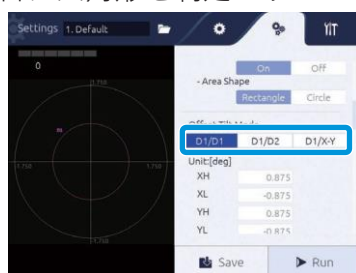 Settings 1. Default
0
1.750
1.750
1.750
1.750
On Off
- Area Shape
Rectangle Circle
D1/D1 D1/D2 D1/X-Y
Unit:[deg]
XH 0.875
XL -0.875
YH 0.875
YL -0.875
Save Run